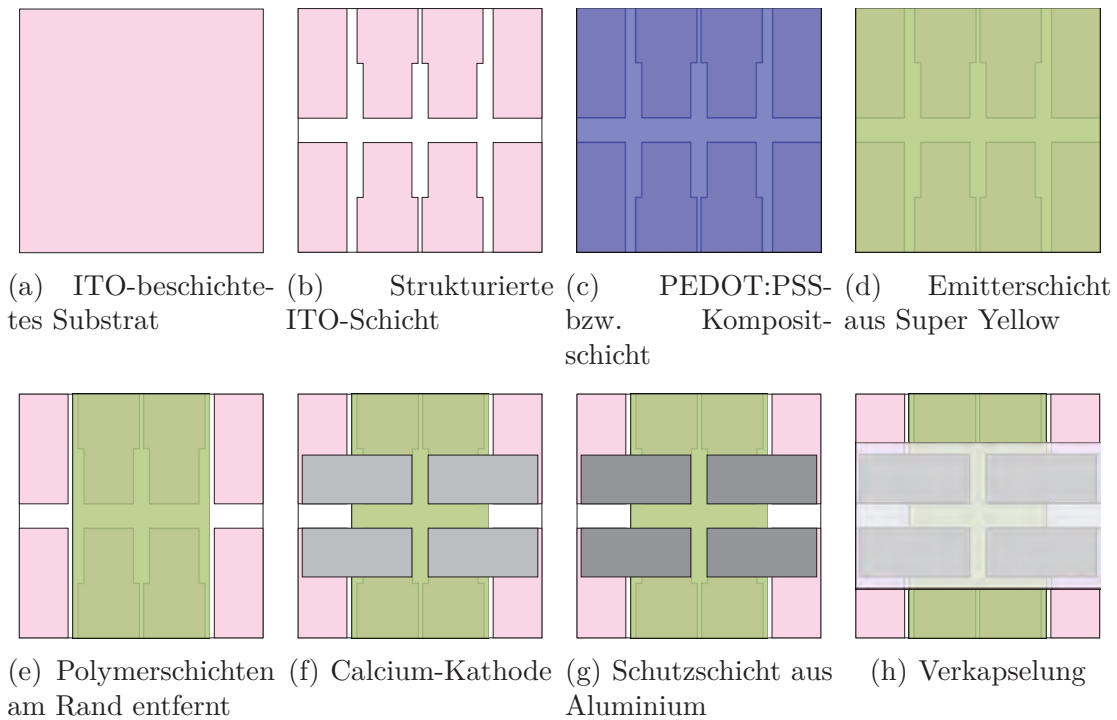 (a) ITO-beschichte-
tes Substrat
(b) Strukturierte
ITO-Schicht
(c) PEDOT:PSS-
bzw. Komposit-
schicht
(d) Emitterschicht
aus Super Yellow
(e) Polymerschichten
am Rand entfernt
(f) Calcium-Kathode
(g) Schutzschicht aus
Aluminium
(h) Verkapselung